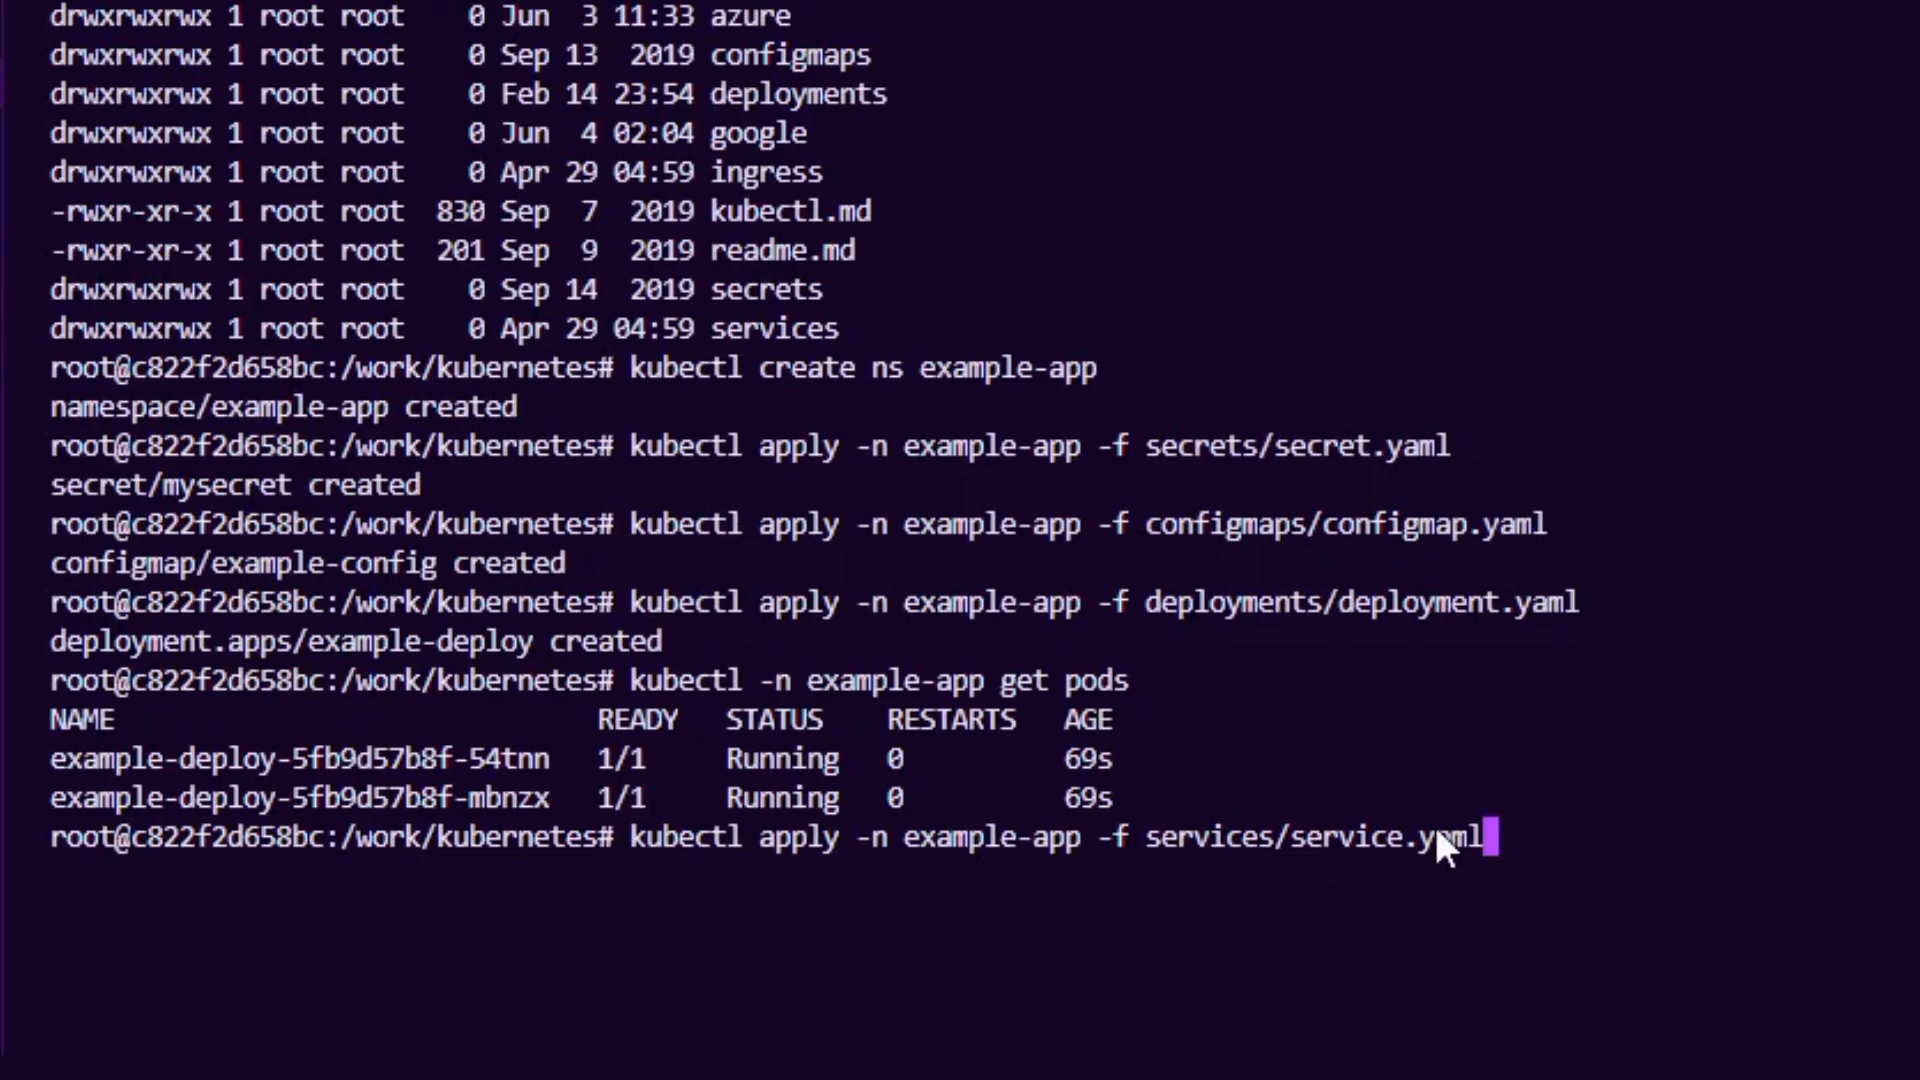 drwxrwxrwx 1 root root    0 Jun  3 11:33 azure
drwxrwxrwx 1 root root    0 Sep 13  2019 configmaps
drwxrwxrwx 1 root root    0 Feb 14 23:54 deployments
drwxrwxrwx 1 root root    0 Jun  4 02:04 google
drwxrwxrwx 1 root root    0 Apr 29 04:59 ingress
-rwxr-xr-x 1 root root  830 Sep  7  2019 kubectl.md
-rwxr-xr-x 1 root root  201 Sep  9  2019 readme.md
drwxrwxrwx 1 root root    0 Sep 14  2019 secrets
drwxrwxrwx 1 root root    0 Apr 29 04:59 services
root@c822f2d658bc:/work/kubernetes# kubectl create ns example-app
namespace/example-app created
root@c822f2d658bc:/work/kubernetes# kubectl apply -n example-app -f secrets/secret.yaml
secret/mysecret created
root@c822f2d658bc:/work/kubernetes# kubectl apply -n example-app -f configmaps/configmap.yaml
configmap/example-config created
root@c822f2d658bc:/work/kubernetes# kubectl apply -n example-app -f deployments/deployment.yaml
deployment.apps/example-deploy created
root@c822f2d658bc:/work/kubernetes# kubectl -n example-app get pods
NAME                              READY   STATUS    RESTARTS   AGE
example-deploy-5fb9d57b8f-54tnn   1/1     Running   0          69s
example-deploy-5fb9d57b8f-mbnzx   1/1     Running   0          69s
root@c822f2d658bc:/work/kubernetes# kubectl apply -n example-app -f services/service.yaml